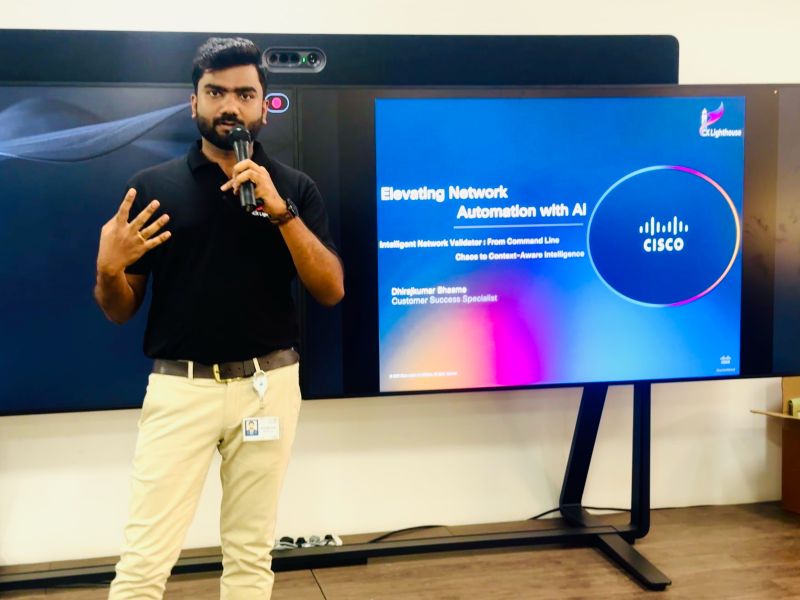 CX Lighthouse
Elevating Network
Automation with AI
Intelligent Network Validator : From Command Line
Chaos to Context-Aware Intelligence
CISCO
Dhirajkumar Bhasme
Customer Success Specialist